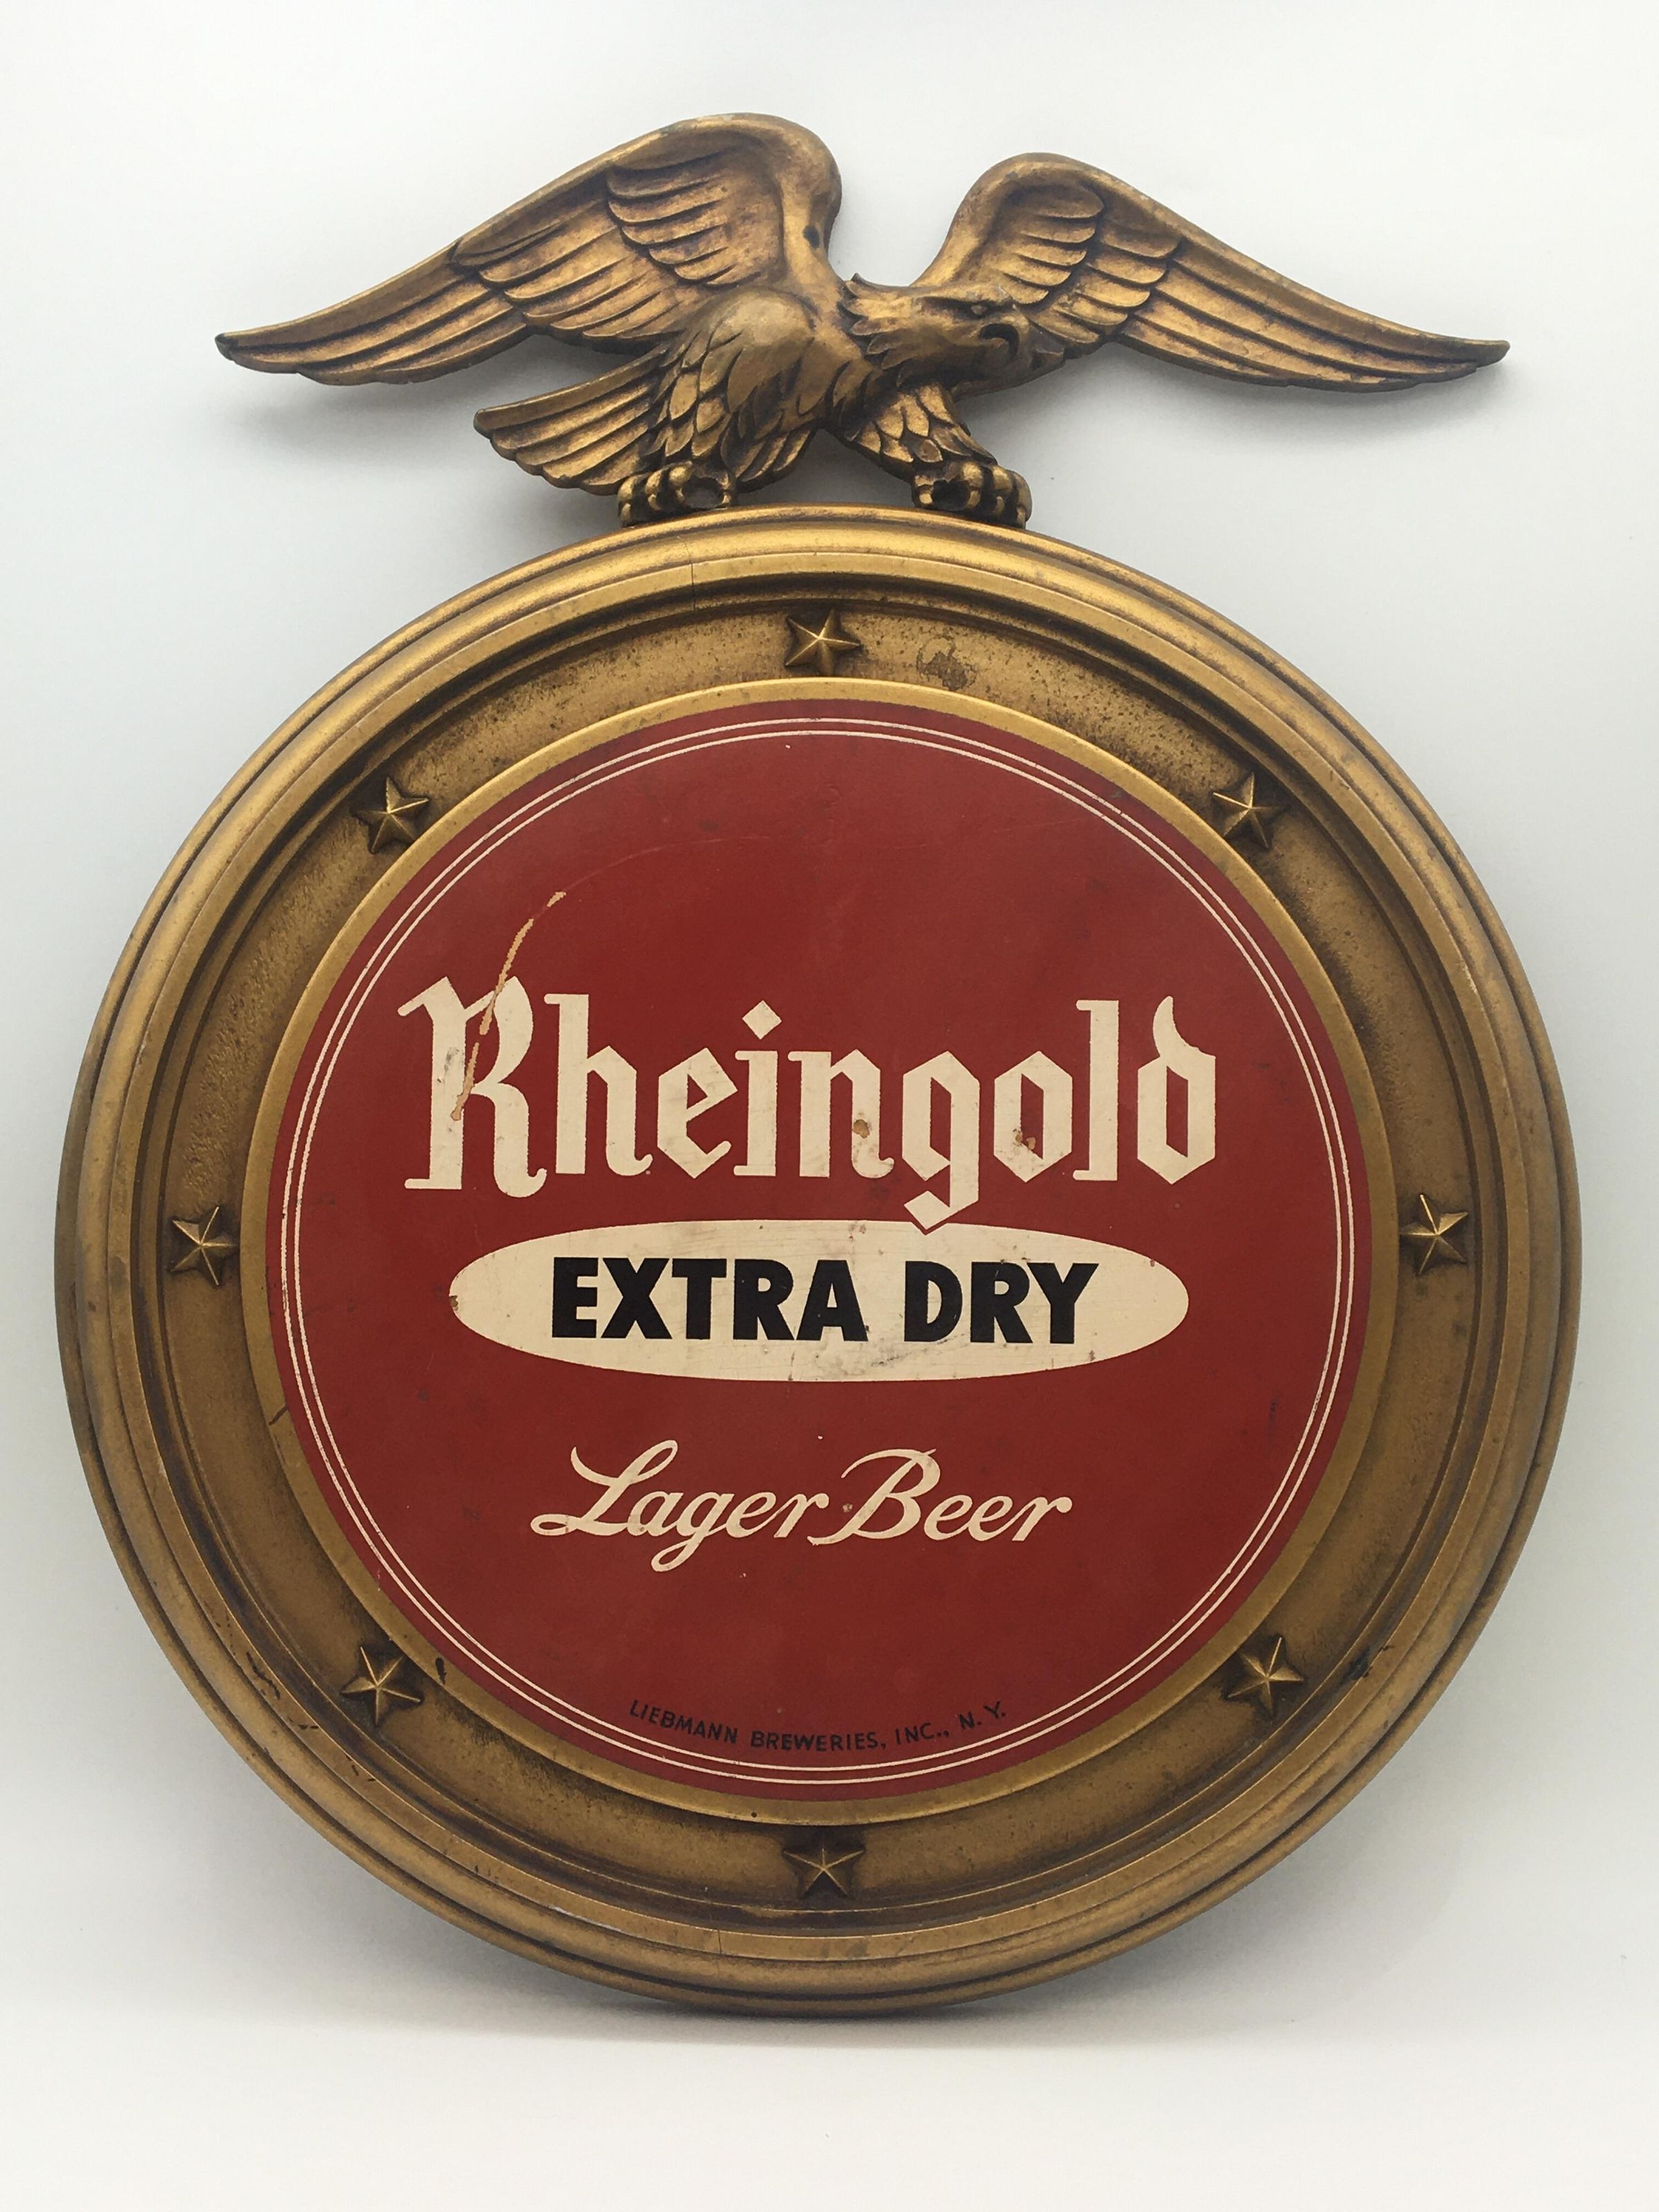 Rheingold
EXTRA DRY
Lager Beer
LIEBMANN BREWERIES, INC., N. Y.